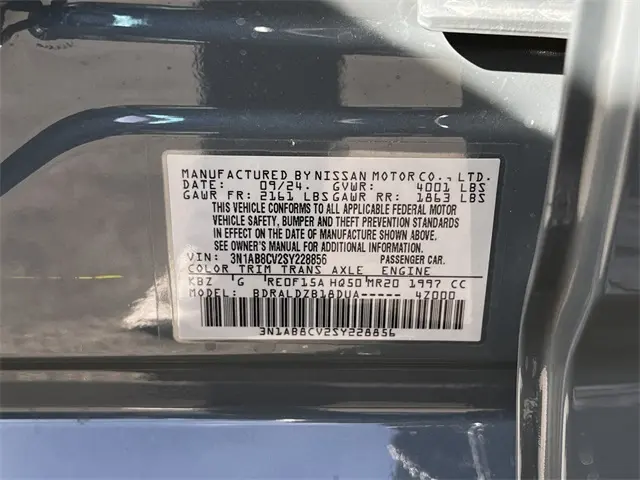 MANUFACTURED BY NISSAN MOTOR CO., LTD.
DATE: 09/24. GVWR: 4001 LBS
GAWR FR: 2161 LBS GAWR RR: 1863 LBS
THIS VEHICLE CONFORMS TO ALL APPLICABLE FEDERAL MOTOR
VEHICLE SAFETY, BUMPER AND THEFT PREVENTION STANDARDS
IN EFFECT ON THE DATE OF MANUFACTURE SHOWN ABOVE.
SEE OWNER'S MANUAL FOR ADDITIONAL INFORMATION.
VIN: 3N1AB8CV2SY228856 PASSENGER CAR.
COLOR TRIM TRANS AXLE ENGINE
KBZ G RE0F15A HQ50 MR20 1997 CC
MODEL: BDRALDZB18DUA----- 4Z000
3N1AB8CV2SY228856